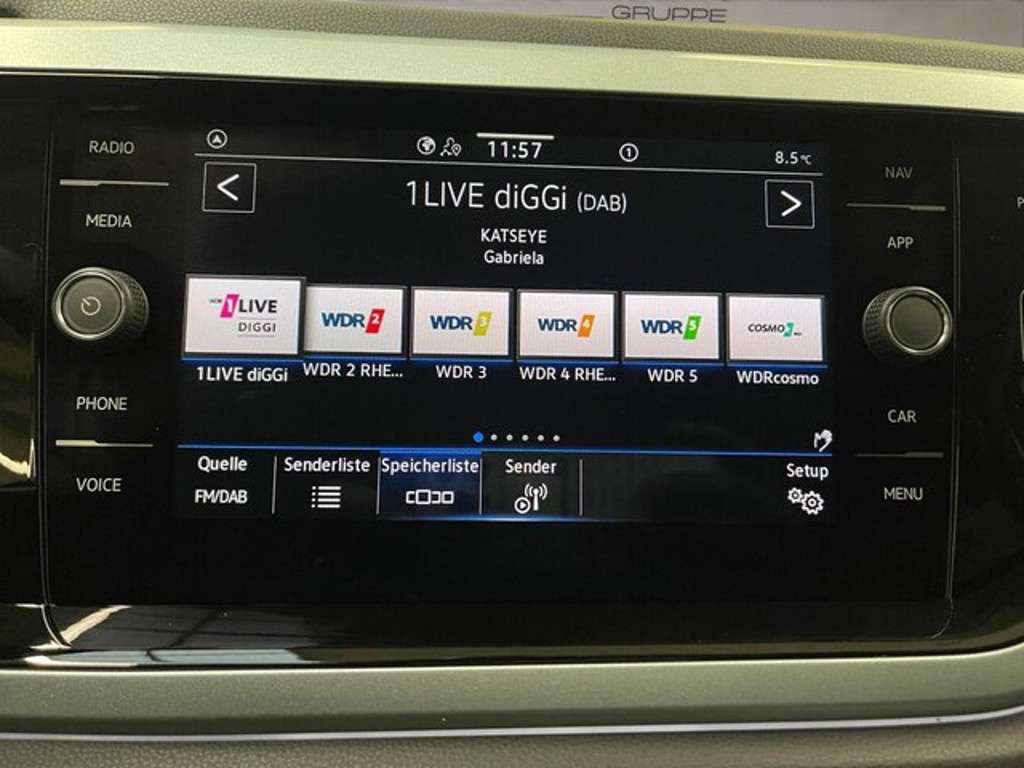 GRUPPE
RADIO
MEDIA
PHONE
VOICE
11:57
1
8.5°C
<
1LIVE diGGi (DAB)
>
KATSEYE
Gabriela
WDR 1LIVE
DIGGI
WDR 2
WDR 3
WDR 4
WDR 5
COSMO
1LIVE diGGi
WDR 2 RHE...
WDR 3
WDR 4 RHE...
WDR 5
WDRcosmo
Quelle
FM/DAB
Senderliste
Speicherliste
Sender
Setup
NAV
APP
CAR
MENU